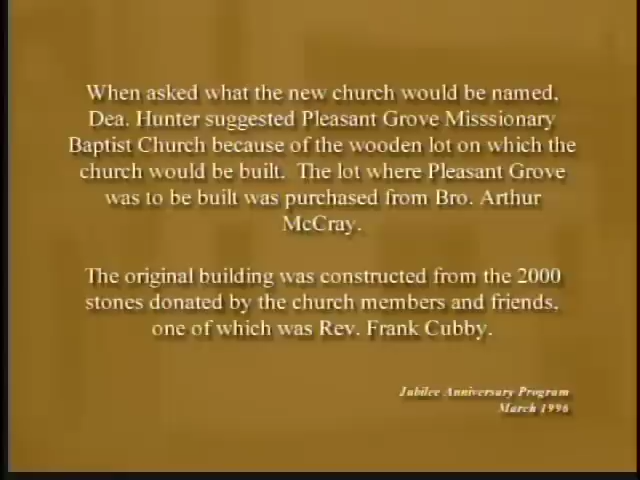 When asked what the new church would be named,
Dea. Hunter suggested Pleasant Grove Misssionary
Baptist Church because of the wooden lot on which the
church would be built.  The lot where Pleasant Grove
was to be built was purchased from Bro. Arthur
McCray.
The original building was constructed from the 2000
stones donated by the church members and friends,
one of which was Rev. Frank Cubby.
Jubilee Anniversary Program
March 1996